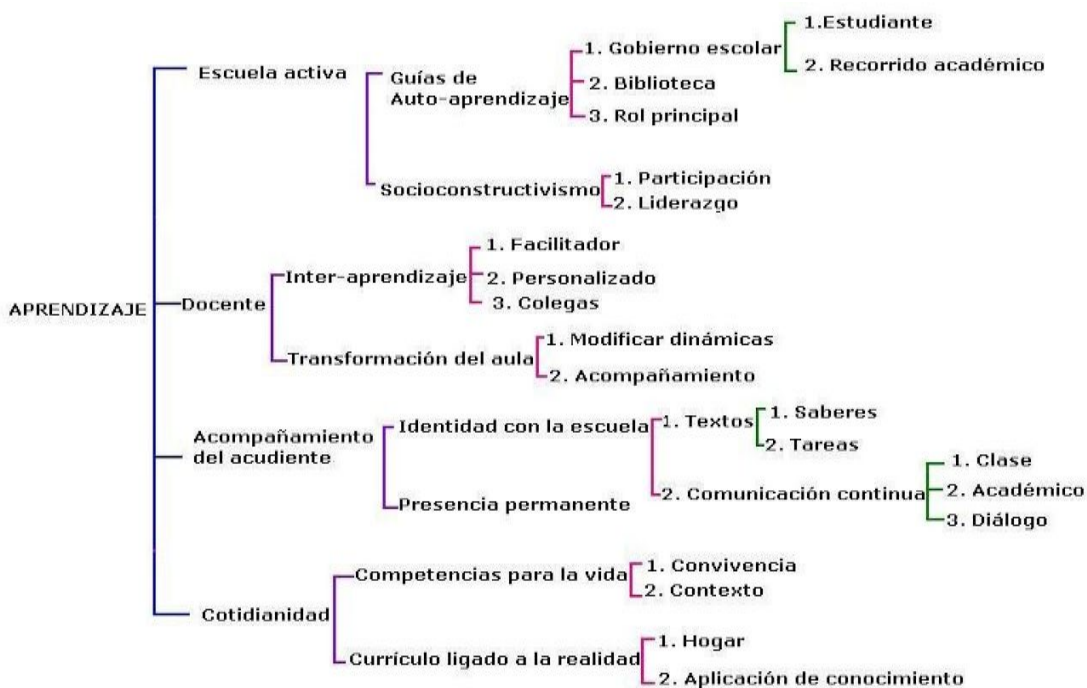 APRENDIZAJE
Escuela activa
Guías de
Auto-aprendizaje
1. Gobierno escolar
1.Estudiante
2. Recorrido académico
2. Biblioteca
3. Rol principal
Socioconstructivismo
1. Participación
2. Liderazgo
Docente
Inter-aprendizaje
1. Facilitador
2. Personalizado
3. Colegas
Transformación del aula
1. Modificar dinámicas
2. Acompañamiento
Acompañamiento
del acudiente
Identidad con la escuela
1. Textos
1. Saberes
2. Tareas
2. Comunicación continua
1. Clase
2. Académico
3. Diálogo
Presencia permanente
Cotidianidad
Competencias para la vida
1. Convivencia
2. Contexto
Currículo ligado a la realidad
1. Hogar
2. Aplicación de conocimiento